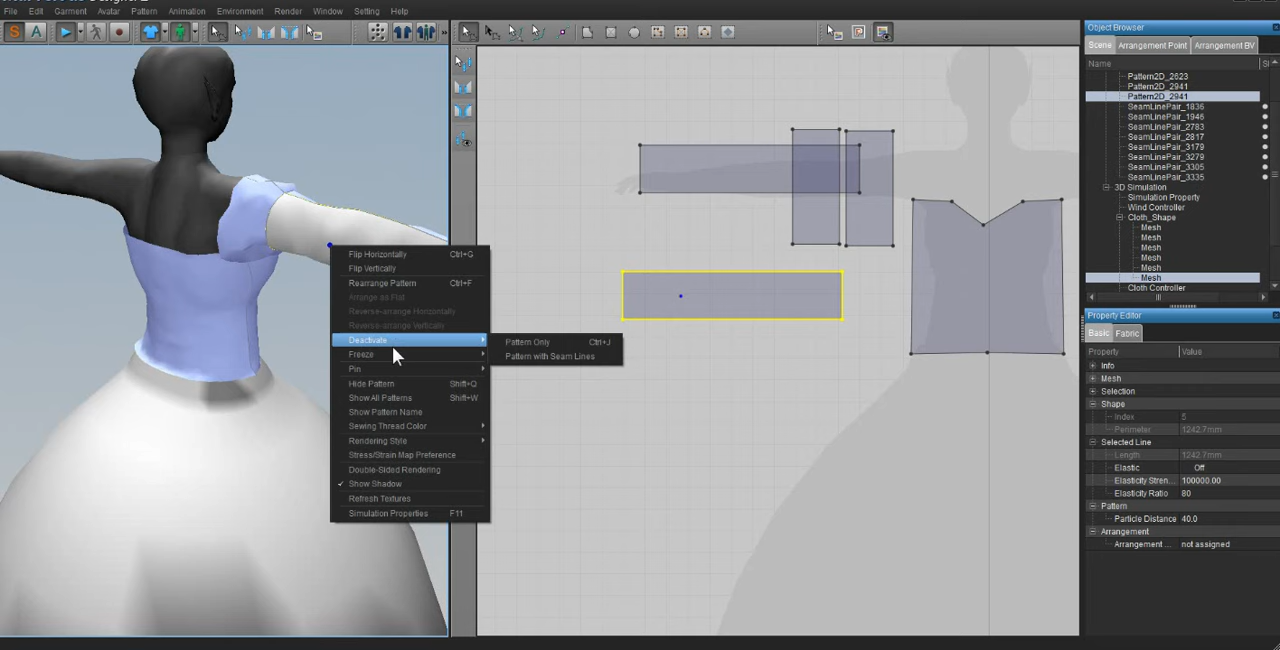 File Edit Garment Avatar Pattern Animation Environment Render Window Setting Help
S A
Object Browser
Scene Arrangement Point Arrangement BV
Name
Pattern2D_2623
Pattern2D_2941
Pattern2D_2941
SeamLinePair_1836
SeamLinePair_1946
SeamLinePair_2783
SeamLinePair_2817
SeamLinePair_3179
SeamLinePair_3279
SeamLinePair_3305
SeamLinePair_3335
3D Simulation
Simulation Property
Wind Controller
Cloth_Shape
Mesh
Mesh
Mesh
Mesh
Mesh
Mesh
Cloth Controller
Flip Horizontally Ctrl+G
Flip Vertically
Rearrange Pattern Ctrl+F
Arrange as Flat
Reverse-arrange Horizontally
Reverse-arrange Vertically
Deactivate
Freeze
Pin
Hide Pattern Shift+Q
Show All Patterns Shift+W
Show Pattern Name
Sewing Thread Color
Rendering Style
Stress/Strain Map Preference
Double-Sided Rendering
Show Shadow
Refresh Textures
Simulation Properties F11
Pattern Only Ctrl+J
Pattern with Seam Lines
Property Editor
Basic Fabric
Property Value
Info
Mesh
Selection
Shape
Index 5
Perimeter 1242.7mm
Selected Line
Length 1242.7mm
Elastic Off
Elasticity Stren... 100000.00
Elasticity Ratio 80
Pattern
Particle Distance 40.0
Arrangement
Arrangement ... not assigned